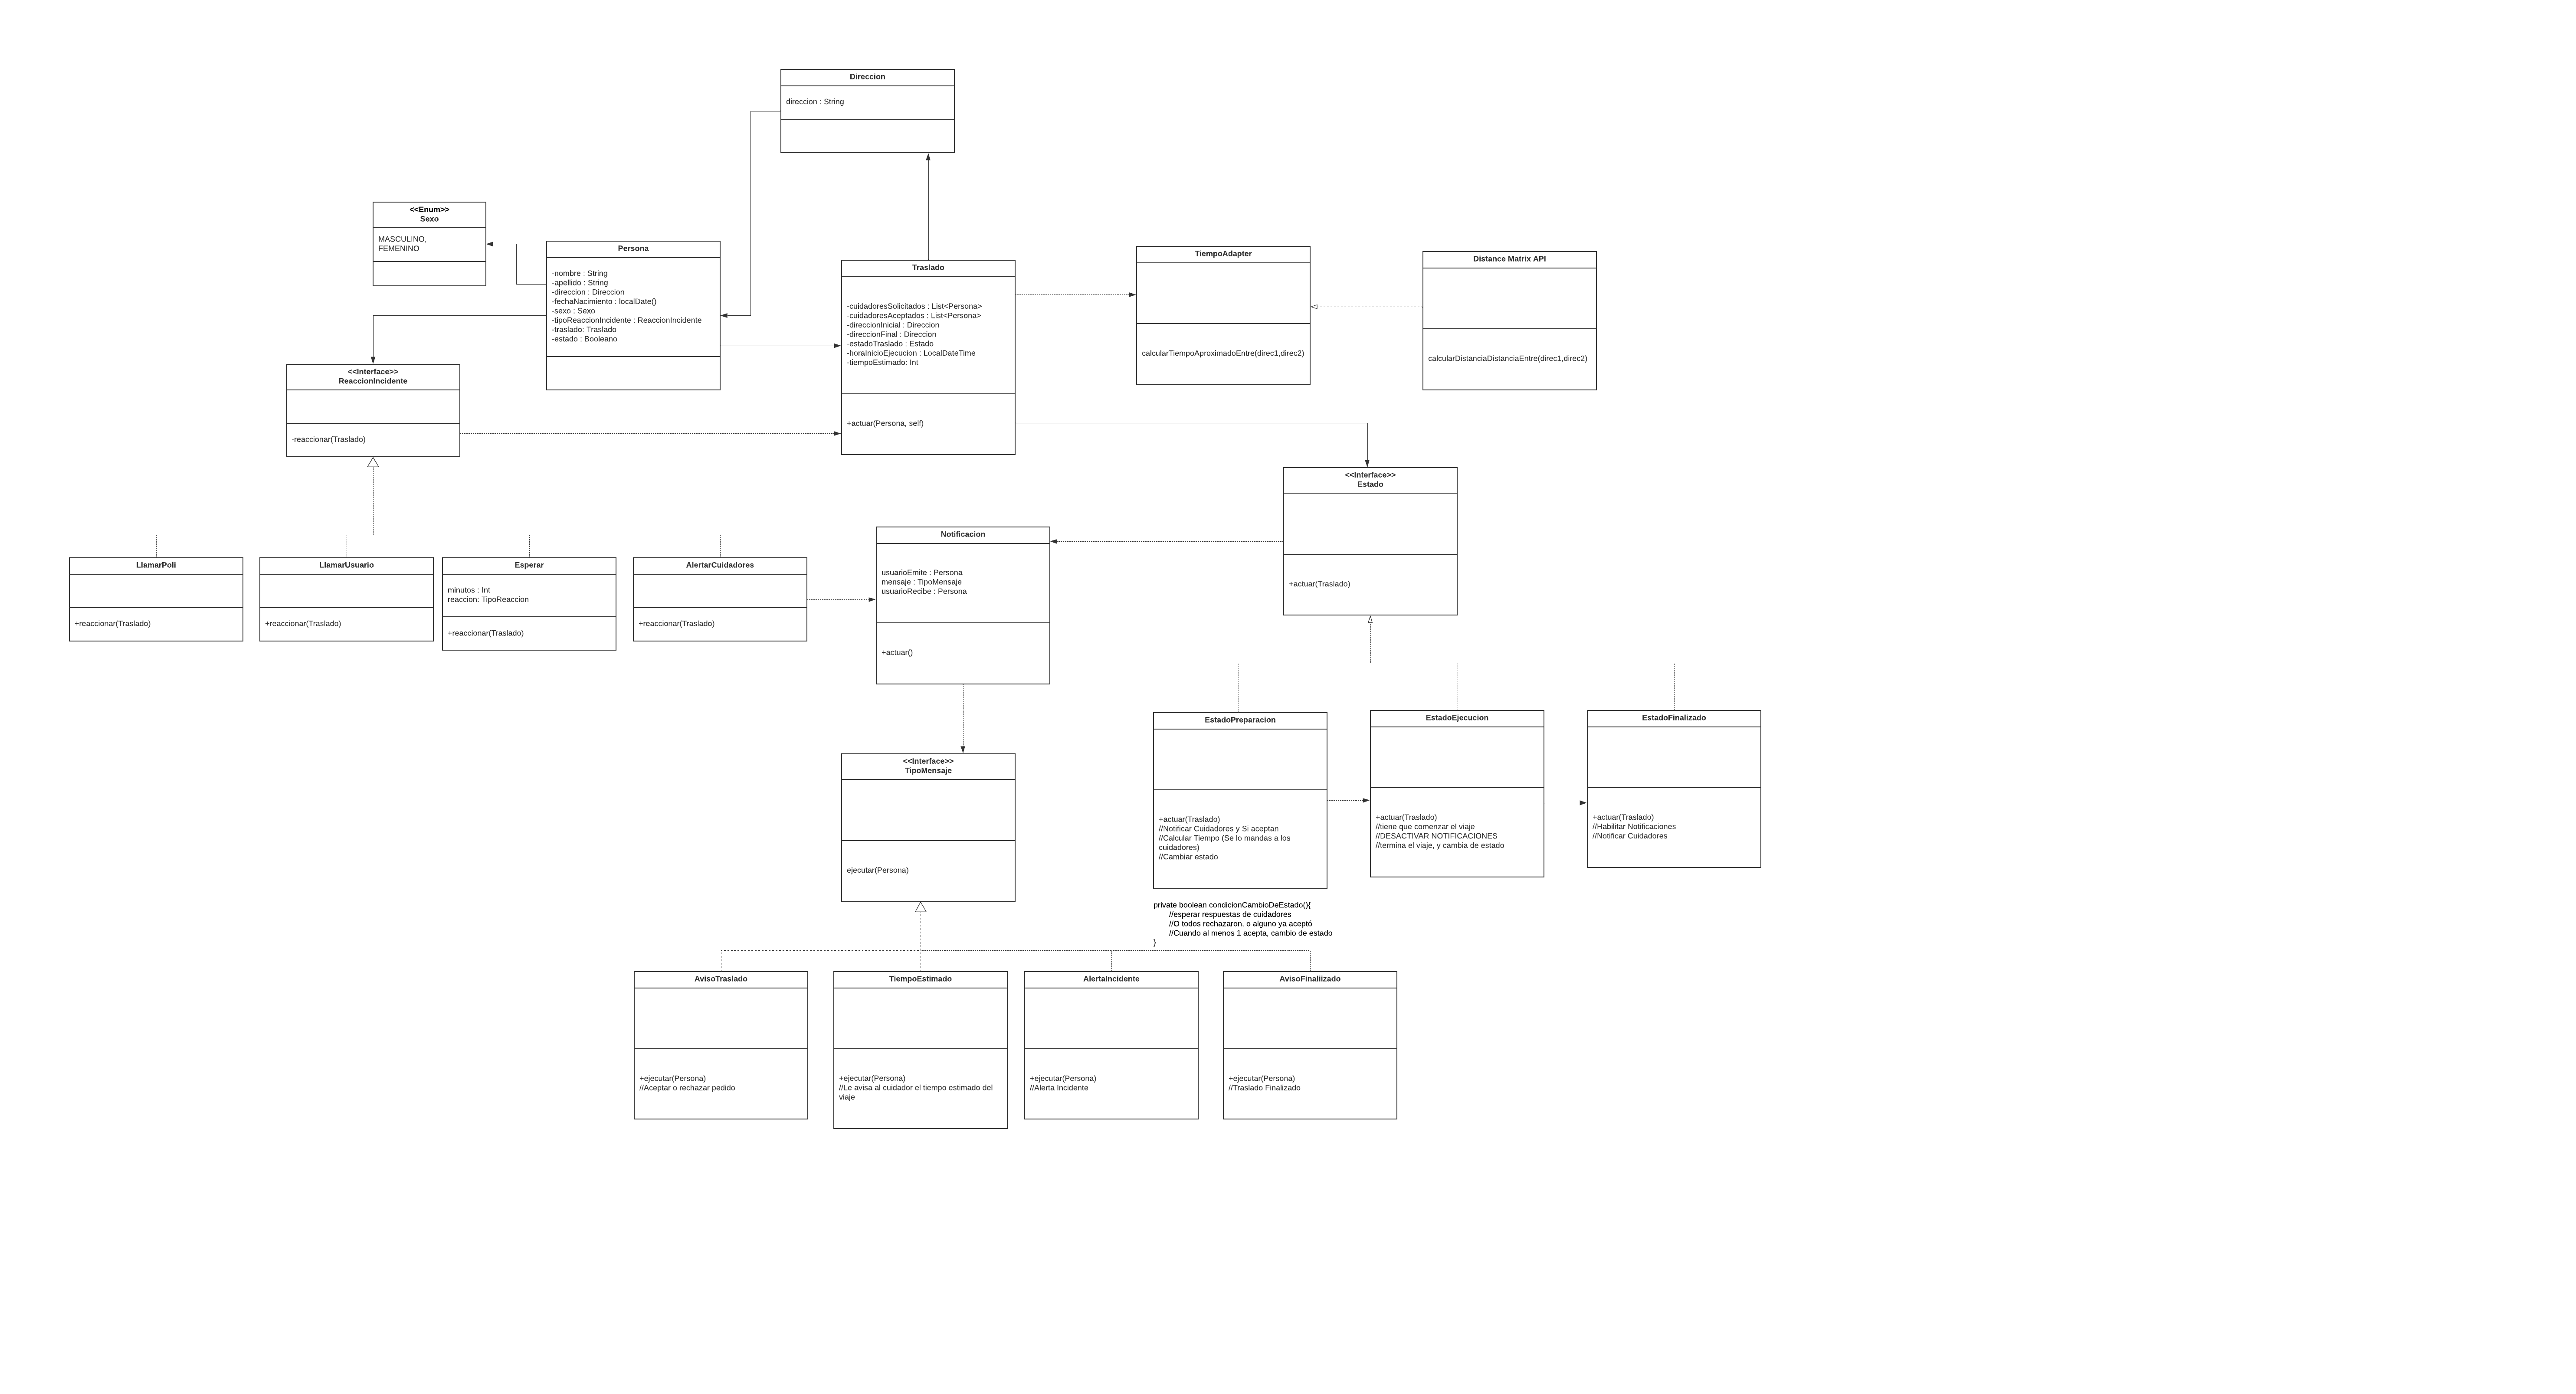 Direccion
direccion : String
<<Enum>>
Sexo
MASCULINO,
FEMENINO
Persona
-nombre : String
-apellido : String
-direccion : Direccion
-fechaNacimiento : localDate()
-sexo : Sexo
-tipoReaccionIncidente : ReaccionIncidente
-traslado: Traslado
-estado : Booleano
Traslado
-cuidadoresSolicitados : List<Persona>
-cuidadoresAceptados : List<Persona>
-direccionInicial : Direccion
-direccionFinal : Direccion
-estadoTraslado : Estado
-horaInicioEjecucion : LocalDateTime
-tiempoEstimado: Int
+actuar(Persona, self)
TiempoAdapter
calcularTiempoAproximadoEntre(direc1,direc2)
Distance Matrix API
calcularDistanciaDistanciaEntre(direc1,direc2)
<<Interface>>
ReaccionIncidente
-reaccionar(Traslado)
<<Interface>>
Estado
+actuar(Traslado)
LlamarPoli
+reaccionar(Traslado)
LlamarUsuario
+reaccionar(Traslado)
Esperar
minutos : Int
reaccion: TipoReaccion
+reaccionar(Traslado)
AlertarCuidadores
+reaccionar(Traslado)
Notificacion
usuarioEmite : Persona
mensaje : TipoMensaje
usuarioRecibe : Persona
+actuar()
EstadoPreparacion
+actuar(Traslado)
//Notificar Cuidadores y Si aceptan
//Calcular Tiempo (Se lo mandas a los
cuidadores)
//Cambiar estado
EstadoEjecucion
+actuar(Traslado)
//tiene que comenzar el viaje
//DESACTIVAR NOTIFICACIONES
//termina el viaje, y cambia de estado
EstadoFinalizado
+actuar(Traslado)
//Habilitar Notificaciones
//Notificar Cuidadores
<<Interface>>
TipoMensaje
ejecutar(Persona)
private boolean condicionCambioDeEstado(){
//esperar respuestas de cuidadores
//O todos rechazaron, o alguno ya aceptó
//Cuando al menos 1 acepta, cambio de estado
}
AvisoTraslado
+ejecutar(Persona)
//Aceptar o rechazar pedido
TiempoEstimado
+ejecutar(Persona)
//Le avisa al cuidador el tiempo estimado del
viaje
AlertaIncidente
+ejecutar(Persona)
//Alerta Incidente
AvisoFinaliizado
+ejecutar(Persona)
//Traslado Finalizado